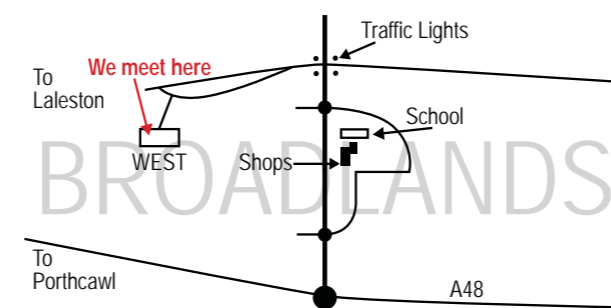 Traffic Lights
We meet here
To
Laleston
School
WEST
Shops
BROADLANDS
To
Porthcawl
A48